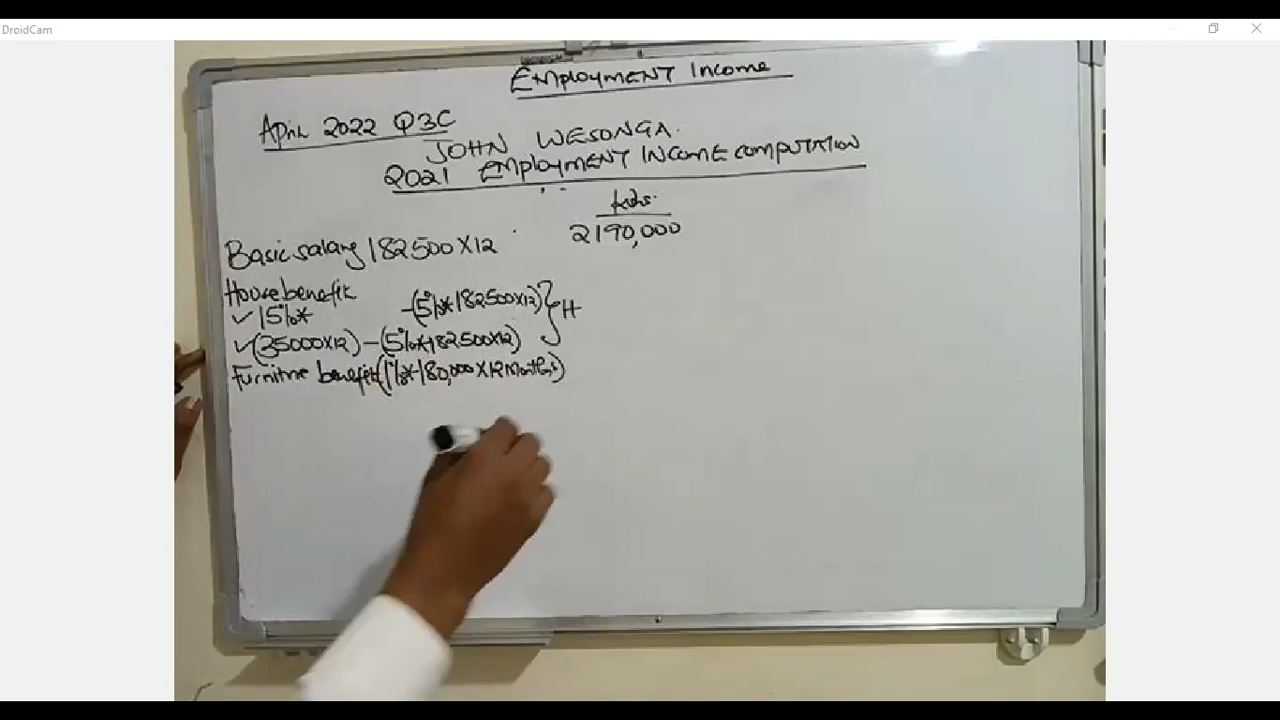 DroidCam
Employment Income
April 2022 Q3C
JOHN WESONGA.
2021 Employment Income computation
kshs.
Basic salary 182500 X12 2190,000
House benefit
✓ 15%* -(5%*182500x12) } H
✓ (35000X12) - (5%*182500X12)
Furniture benefit (1%*180,000 X12 Months)